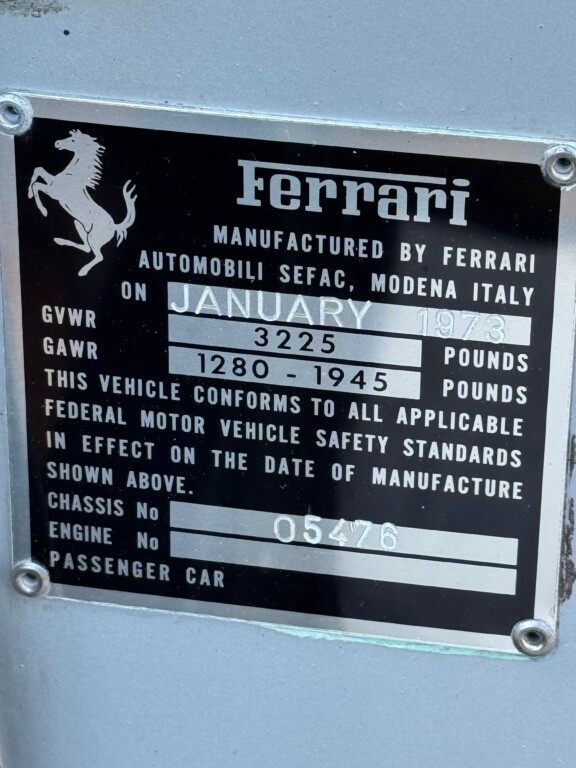 Ferrari
MANUFACTURED BY FERRARI
AUTOMOBILI SEFAC, MODENA ITALY
ON JANUARY 1973
GVWR 3225 POUNDS
GAWR 1280 - 1945 POUNDS
THIS VEHICLE CONFORMS TO ALL APPLICABLE
FEDERAL MOTOR VEHICLE SAFETY STANDARDS
IN EFFECT ON THE DATE OF MANUFACTURE
SHOWN ABOVE.
CHASSIS No 05476
ENGINE No
PASSENGER CAR